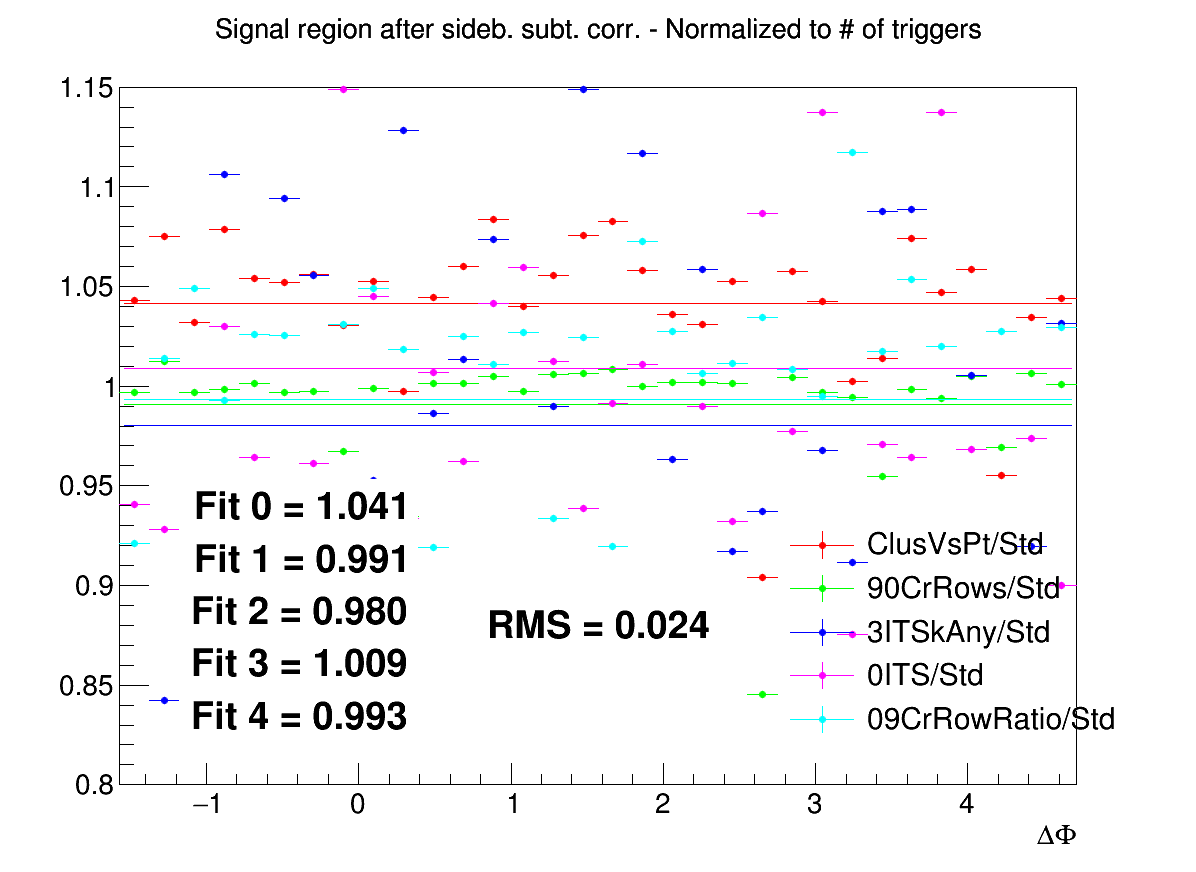 Signal region after sideb. subt. corr. - Normalized to # of triggers
1.15
1.1
1.05
1
0.95
0.9
0.85
0.8
Fit 0 = 1.041
Fit 1 = 0.991
Fit 2 = 0.980
Fit 3 = 1.009
Fit 4 = 0.993
RMS = 0.024
ClusVsPt/Std
90CrRows/Std
3ITSkAny/Std
0ITS/Std
09CrRowRatio/Std
−1 0 1 2 3 4
ΔΦ